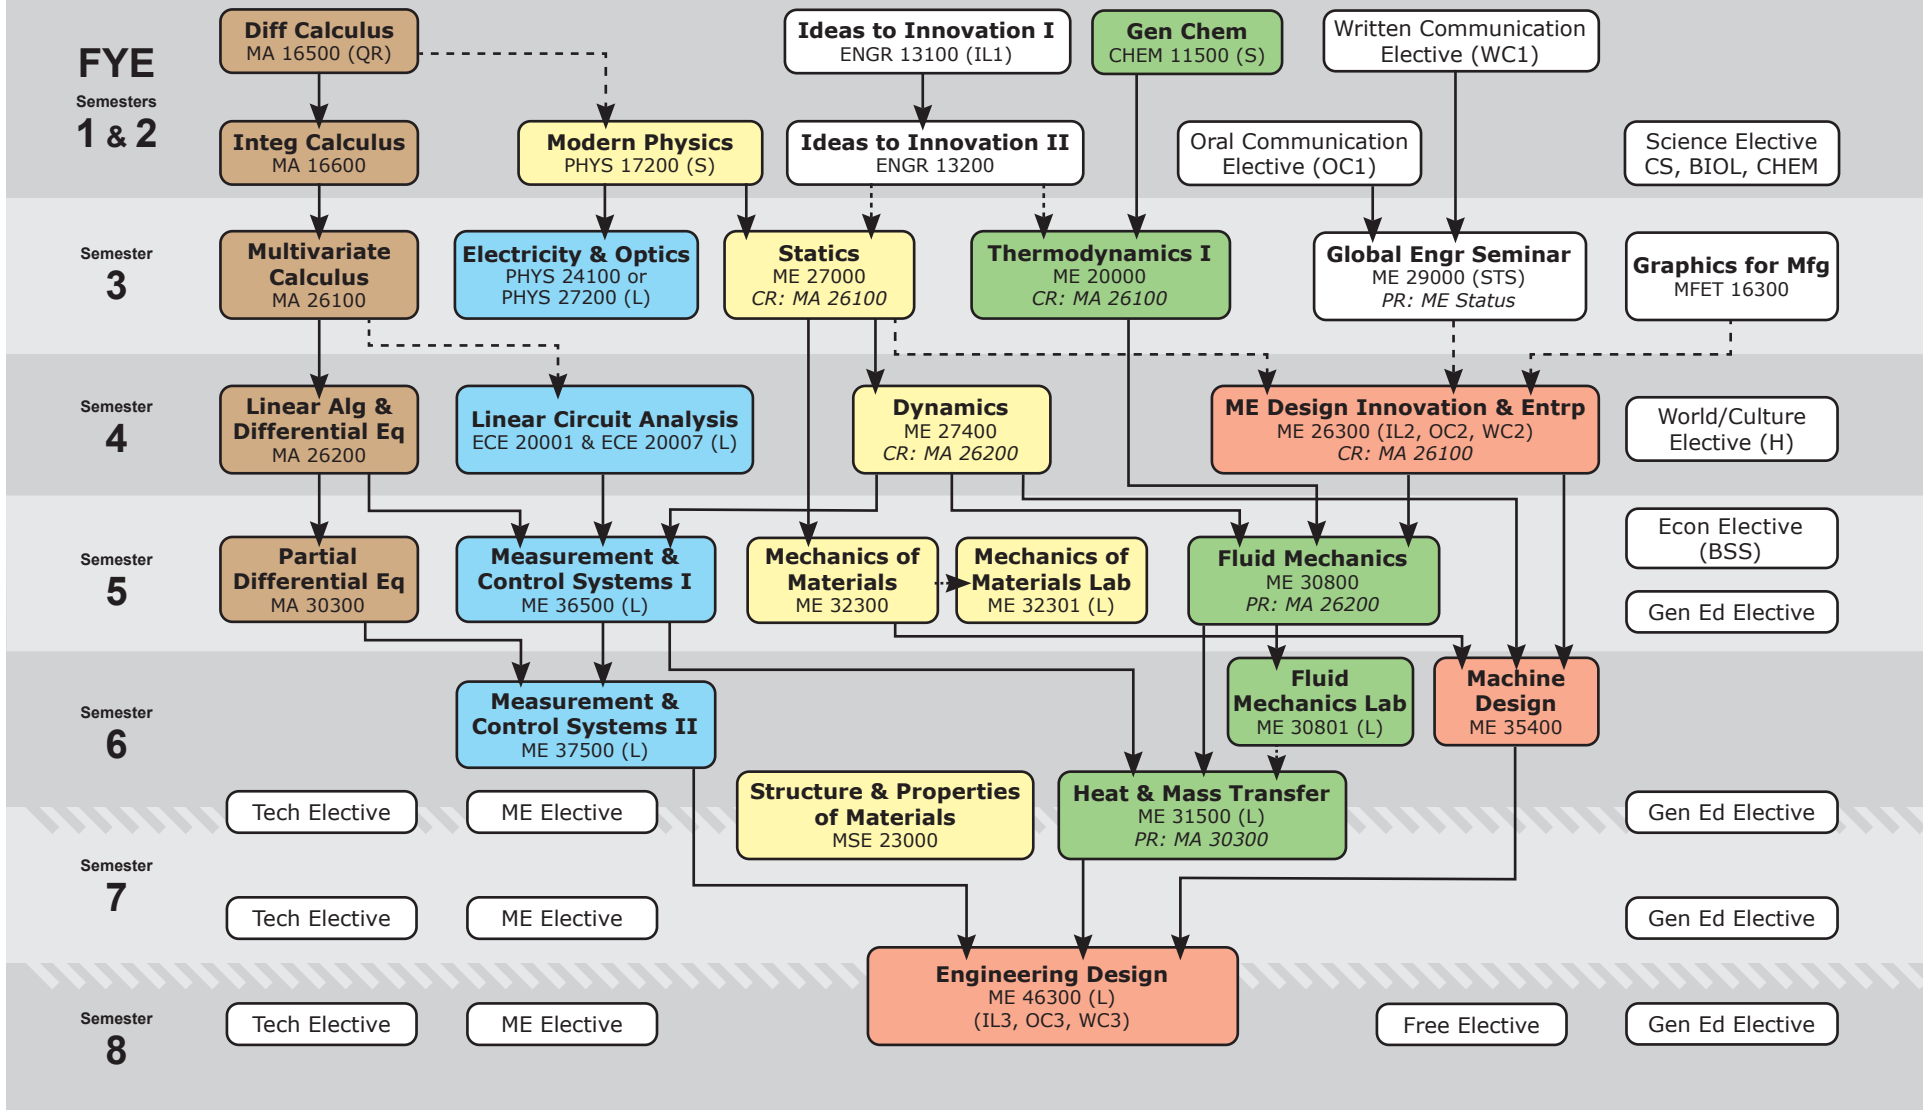 FYE
Semesters
1 & 2
Diff Calculus
MA 16500 (QR)
Ideas to Innovation I
ENGR 13100 (IL1)
Gen Chem
CHEM 11500 (S)
Written Communication
Elective (WC1)
Integ Calculus
MA 16600
Modern Physics
PHYS 17200 (S)
Ideas to Innovation II
ENGR 13200
Oral Communication
Elective (OC1)
Science Elective
CS, BIOL, CHEM
Semester
3
Multivariate
Calculus
MA 26100
Electricity & Optics
PHYS 24100 or
PHYS 27200 (L)
Statics
ME 27000
CR: MA 26100
Thermodynamics I
ME 20000
CR: MA 26100
Global Engr Seminar
ME 29000 (STS)
PR: ME Status
Graphics for Mfg
MFET 16300
Semester
4
Linear Alg &
Differential Eq
MA 26200
Linear Circuit Analysis
ECE 20001 & ECE 20007 (L)
Dynamics
ME 27400
CR: MA 26200
ME Design Innovation & Entrp
ME 26300 (IL2, OC2, WC2)
CR: MA 26100
World/Culture
Elective (H)
Semester
5
Partial
Differential Eq
MA 30300
Measurement &
Control Systems I
ME 36500 (L)
Mechanics of
Materials
ME 32300
Mechanics of
Materials Lab
ME 32301 (L)
Fluid Mechanics
ME 30800
PR: MA 26200
Econ Elective
(BSS)
Gen Ed Elective
Semester
6
Measurement &
Control Systems II
ME 37500 (L)
Fluid
Mechanics Lab
ME 30801 (L)
Machine
Design
ME 35400
Tech Elective
ME Elective
Structure & Properties
of Materials
MSE 23000
Heat & Mass Transfer
ME 31500 (L)
PR: MA 30300
Gen Ed Elective
Semester
7
Tech Elective
ME Elective
Gen Ed Elective
Semester
8
Tech Elective
ME Elective
Engineering Design
ME 46300 (L)
(IL3, OC3, WC3)
Free Elective
Gen Ed Elective